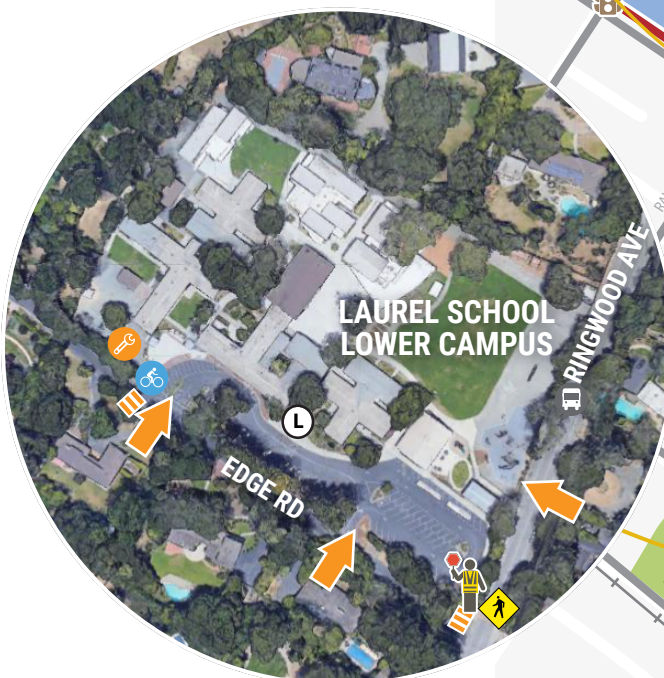 LAUREL SCHOOL
LOWER CAMPUS
RINGWOOD AVE
L
EDGE RD